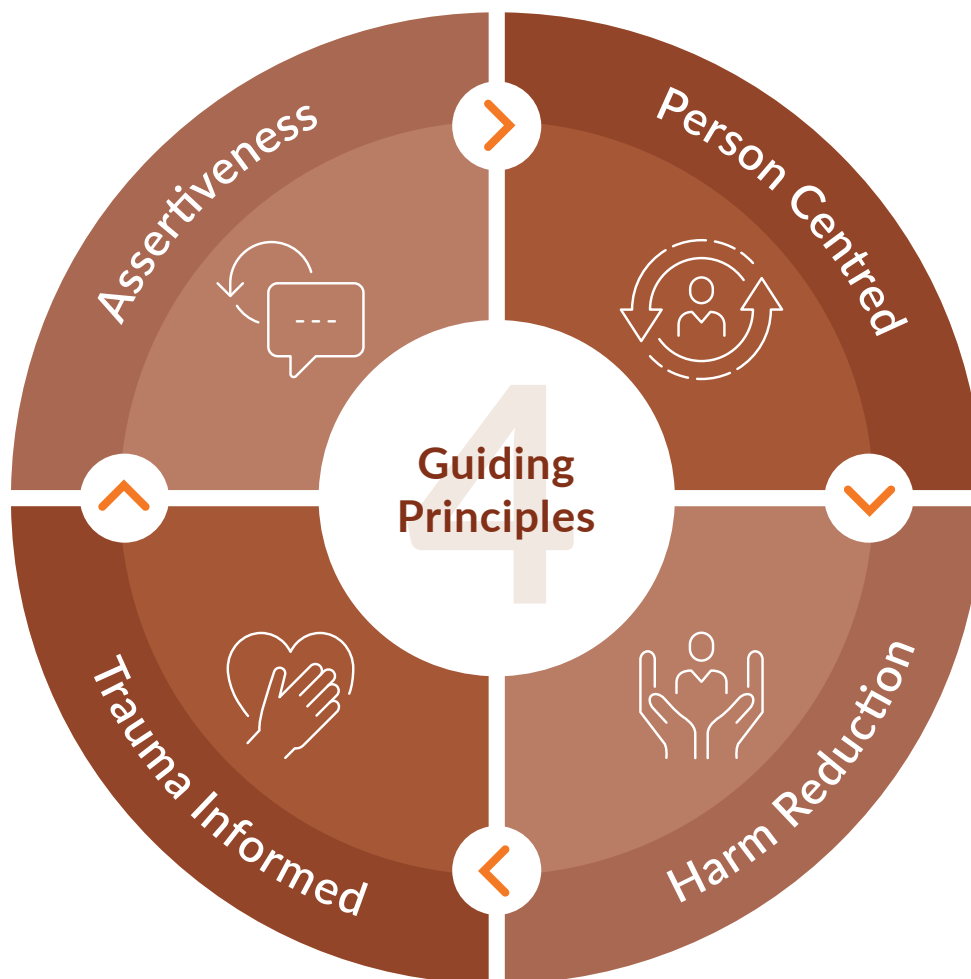 Assertiveness
Person Centred
4
Guiding
Principles
Trauma Informed
Harm Reduction